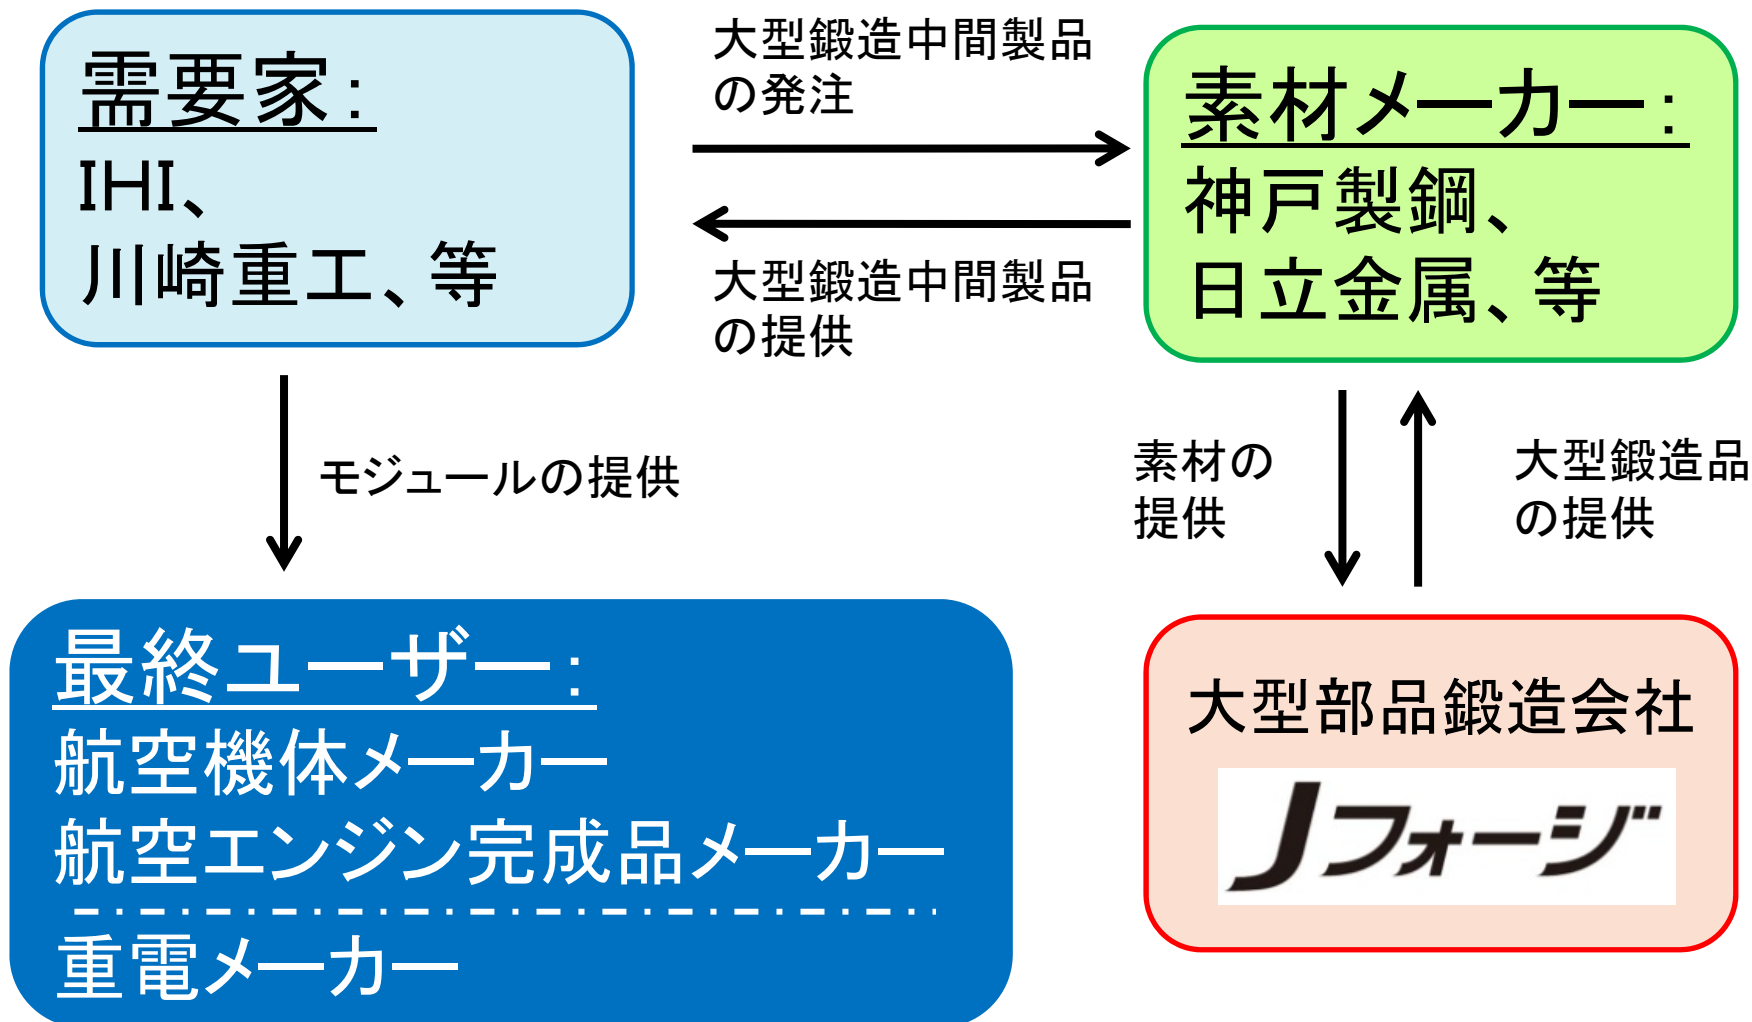 需要家：
IHI、
川崎重工、等
大型鍛造中間製品
の発注
大型鍛造中間製品
の提供
素材メーカー：
神戸製鋼、
日立金属、等
モジュールの提供
素材の
提供
大型鍛造品
の提供
最終ユーザー：
航空機体メーカー
航空エンジン完成品メーカー
重電メーカー
大型部品鍛造会社
Jフォージ